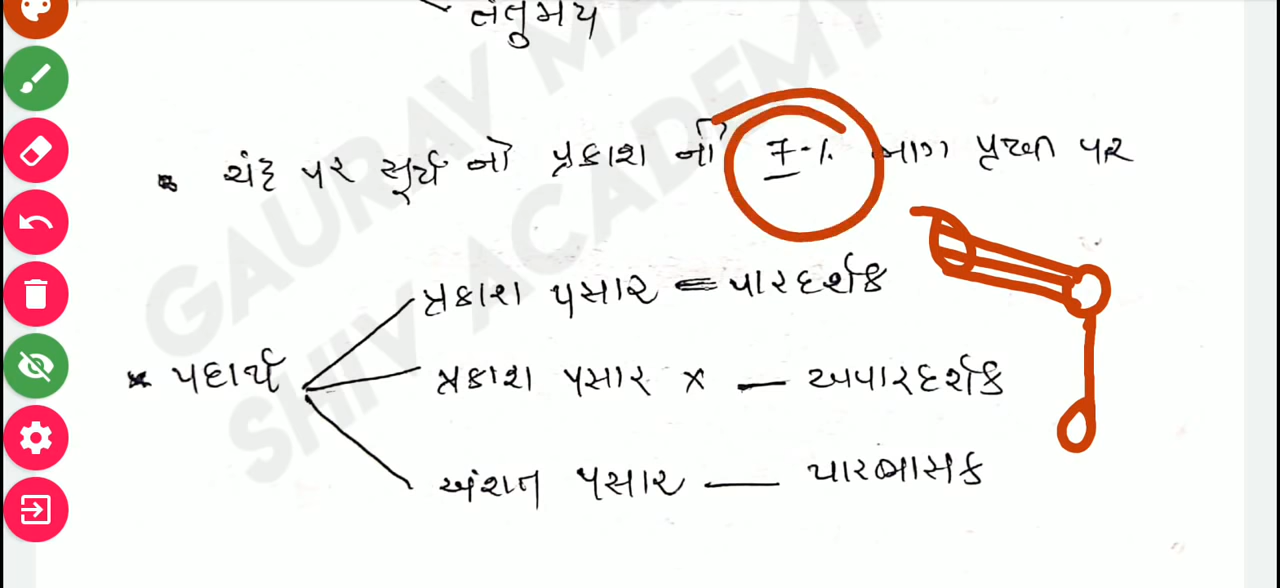 તંતુમય
* ચંદ્ર પર સૂર્ય નો પ્રકાશ નો 7% ભાગ પૃથ્વી પર
પ્રકાશ પસાર = પારદર્શક
* પદાર્થ
પ્રકાશ પસાર × — અપારદર્શક
અંશત પસાર — પારભાસક
GAURAV
SHIV ACADEMY